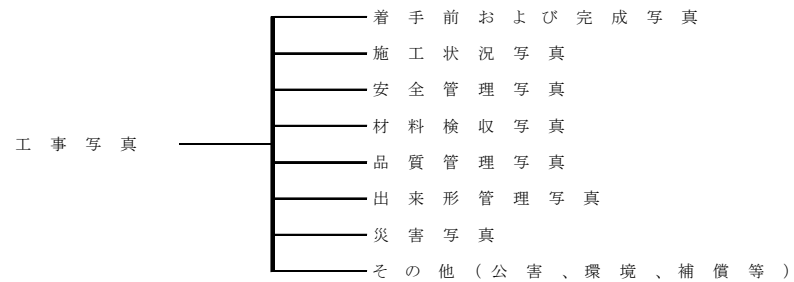 工事写真
着手前および完成写真
施工状況写真
安全管理写真
材料検収写真
品質管理写真
出来形管理写真
災害写真
その他(公害、環境、補償等)